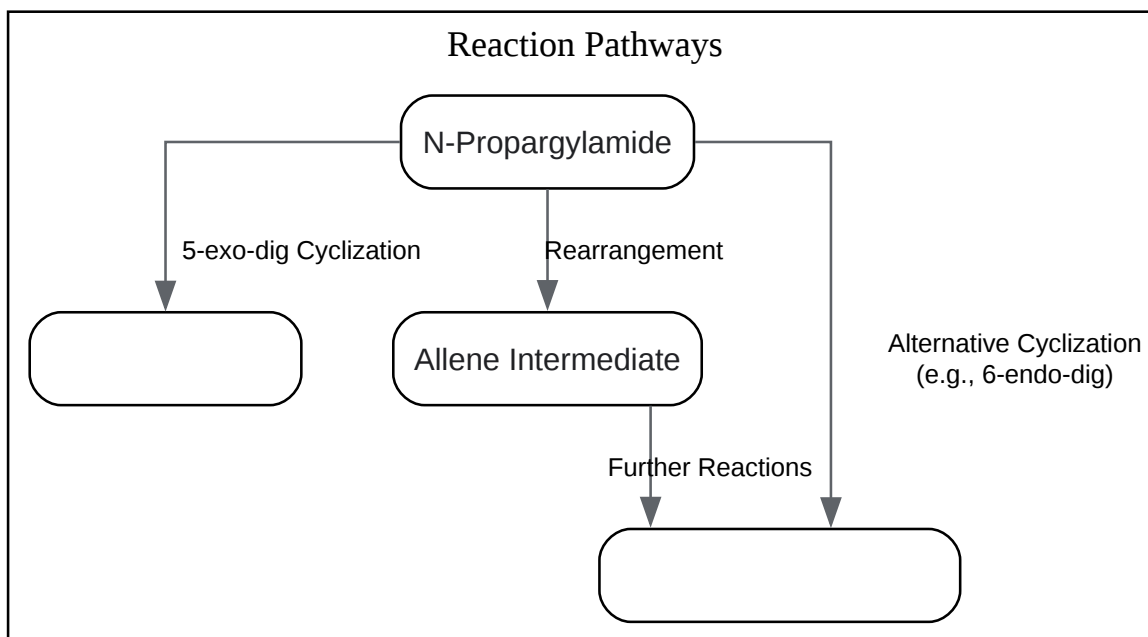 Reaction Pathways
N-Propargylamide
5-exo-dig Cyclization
Rearrangement
Allene Intermediate
Alternative Cyclization
(e.g., 6-endo-dig)
Further Reactions